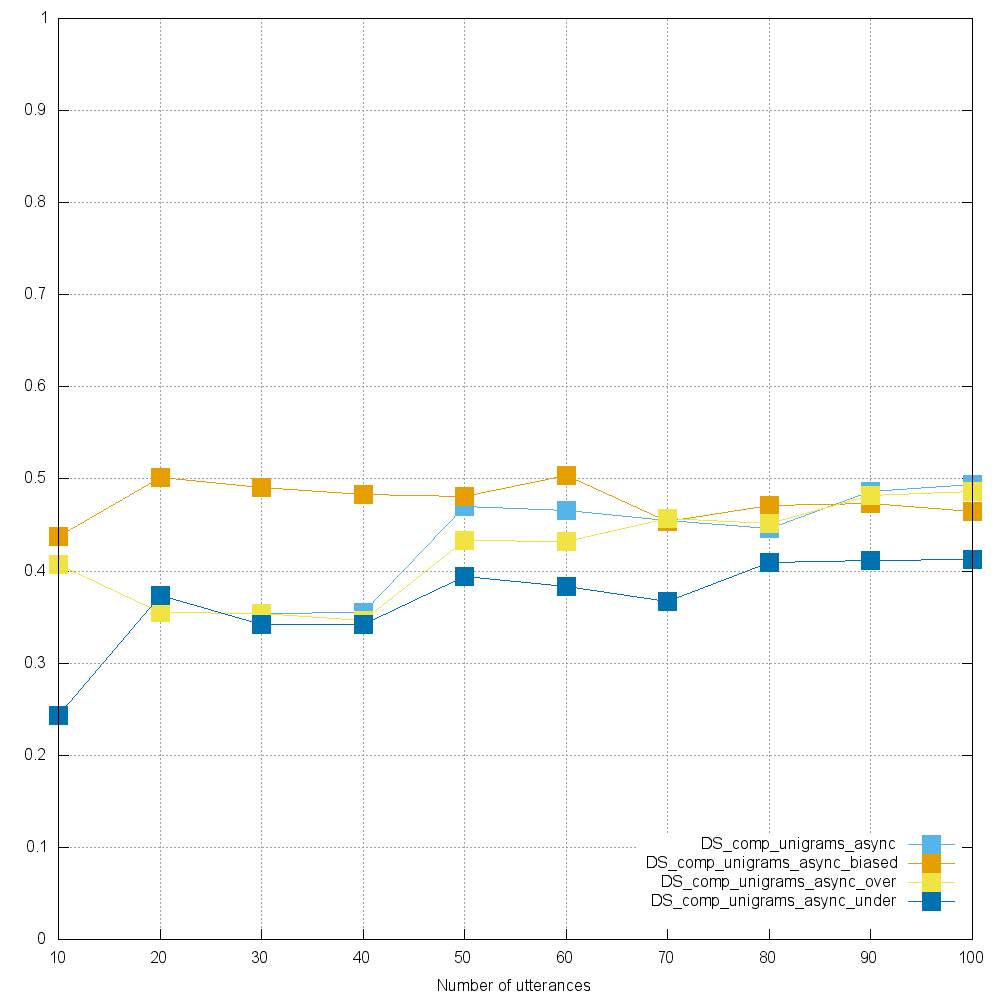 1
0.9
0.8
0.7
0.6
0.5
0.4
0.3
0.2
0.1
0
DS_comp_unigrams_async
DS_comp_unigrams_async_biased
DS_comp_unigrams_async_over
DS_comp_unigrams_async_under
10 20 30 40 50 60 70 80 90 100
Number of utterances